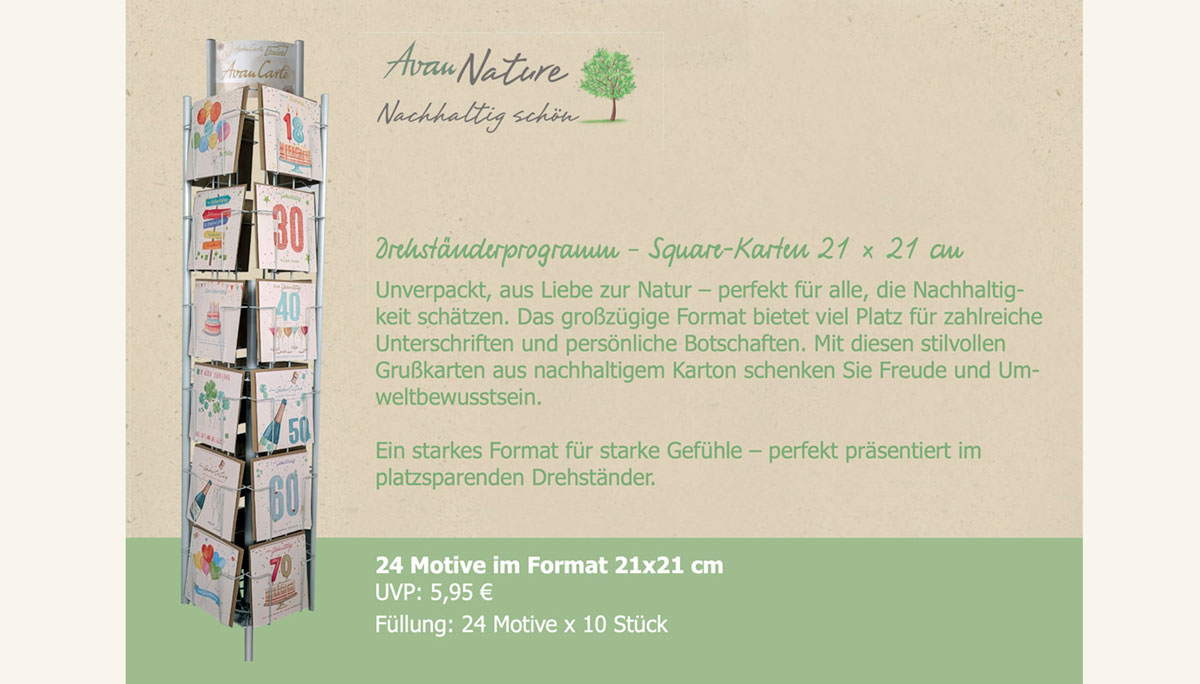 Avan Carte
Avan Nature
Nachhaltig schön
18
30
40
50
60
70
Drehständerprogramm – Square-Karten 21 x 21 cm
Unverpackt, aus Liebe zur Natur – perfekt für alle, die Nachhaltig-
keit schätzen. Das großzügige Format bietet viel Platz für zahlreiche
Unterschriften und persönliche Botschaften. Mit diesen stilvollen
Grußkarten aus nachhaltigem Karton schenken Sie Freude und Um-
weltbewusstsein.
Ein starkes Format für starke Gefühle – perfekt präsentiert im
platzsparenden Drehständer.
24 Motive im Format 21x21 cm
UVP: 5,95 €
Füllung: 24 Motive x 10 Stück